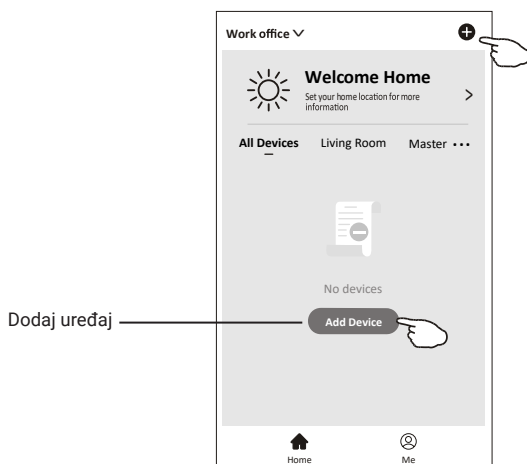 Work office
Welcome Home
Set your home location for more
information
All Devices Living Room Master
No devices
Dodaj uređaj
Add Device
Home Me